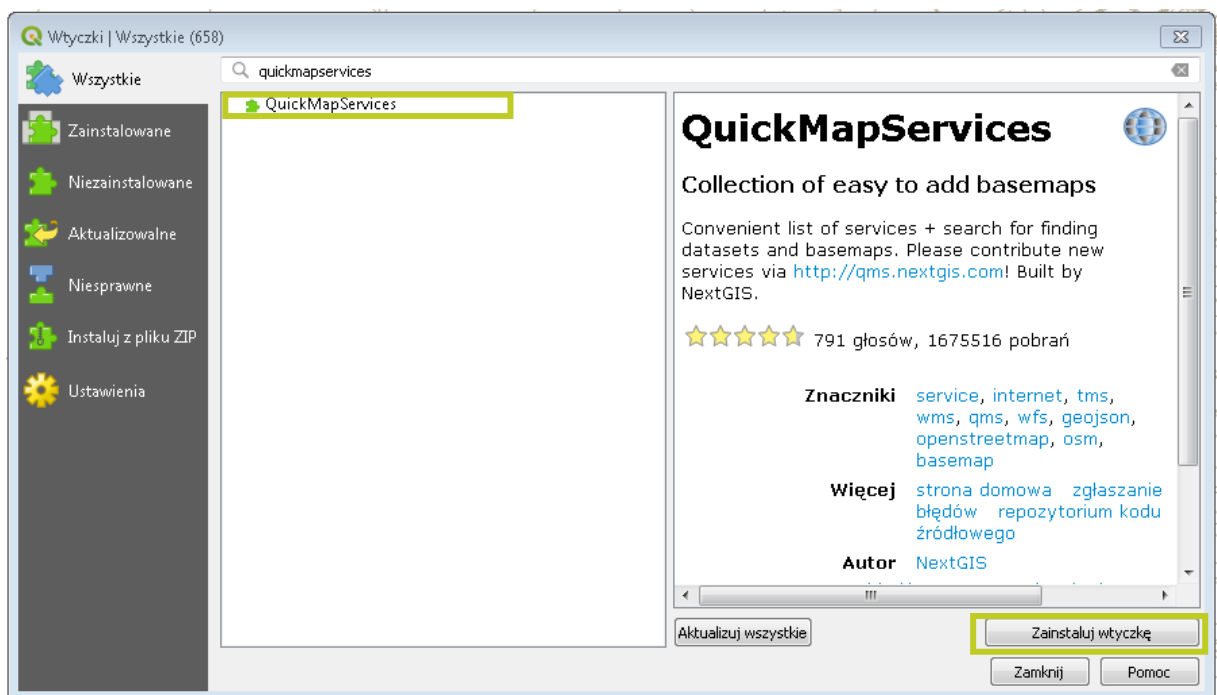 Wtyczki | Wszystkie (658)
Wszystkie
Zainstalowane
Niezainstalowane
Aktualizowalne
Niesprawne
Instaluj z pliku ZIP
Ustawienia
quickmapservices
QuickMapServices
QuickMapServices
Collection of easy to add basemaps
Convenient list of services + search for finding
datasets and basemaps. Please contribute new
services via http://qms.nextgis.com! Built by
NextGIS.
791 głosów, 1675516 pobrań
Znaczniki service, internet, tms,
wms, qms, wfs, geojson,
openstreetmap, osm,
basemap
Więcej strona domowa zgłaszanie
błędów repozytorium kodu
źródłowego
Autor NextGIS
Aktualizuj wszystkie
Zainstaluj wtyczkę
Zamknij
Pomoc